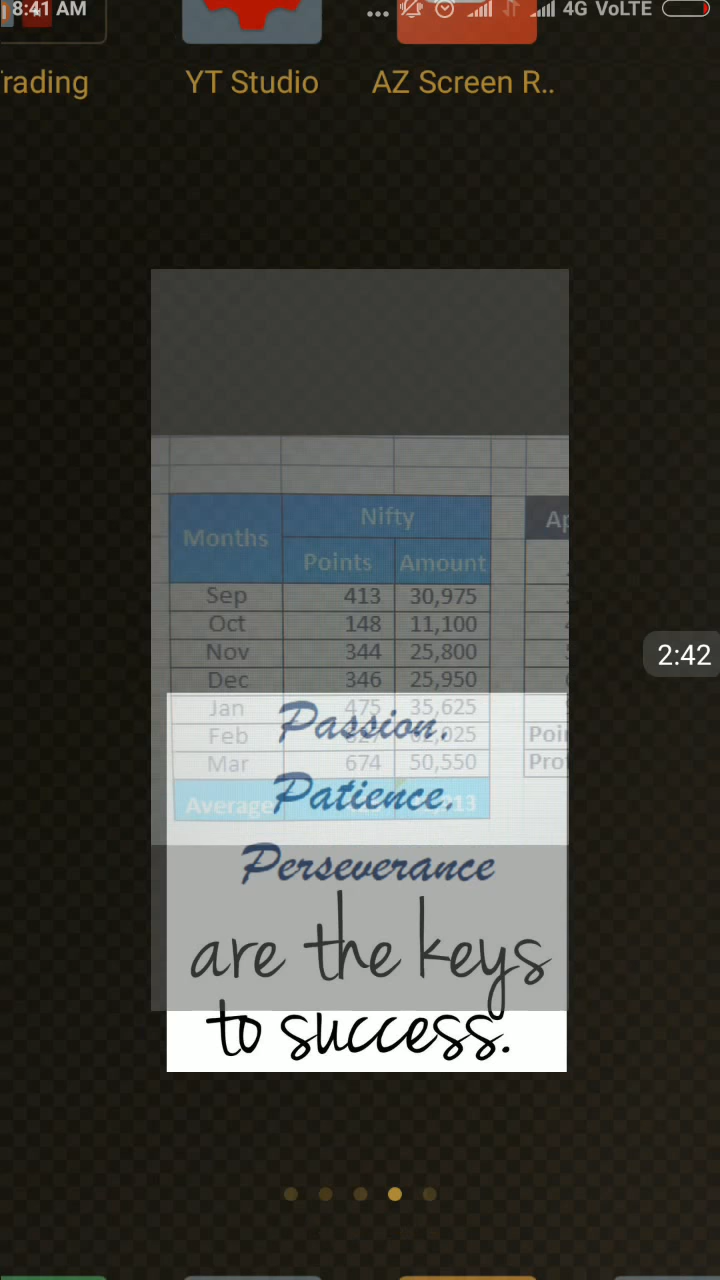 8:41 AM
4G VoLTE
rading
YT Studio
AZ Screen R..
Nifty
Months
Points Amount
Sep 413 30,975
Oct 148 11,100
Nov 344 25,800
Dec 346 25,950
Jan 475 35,625
Feb
Mar 674 50,550
Average
2:42
Passion.
Patience.
Perseverance
are the keys
to success.